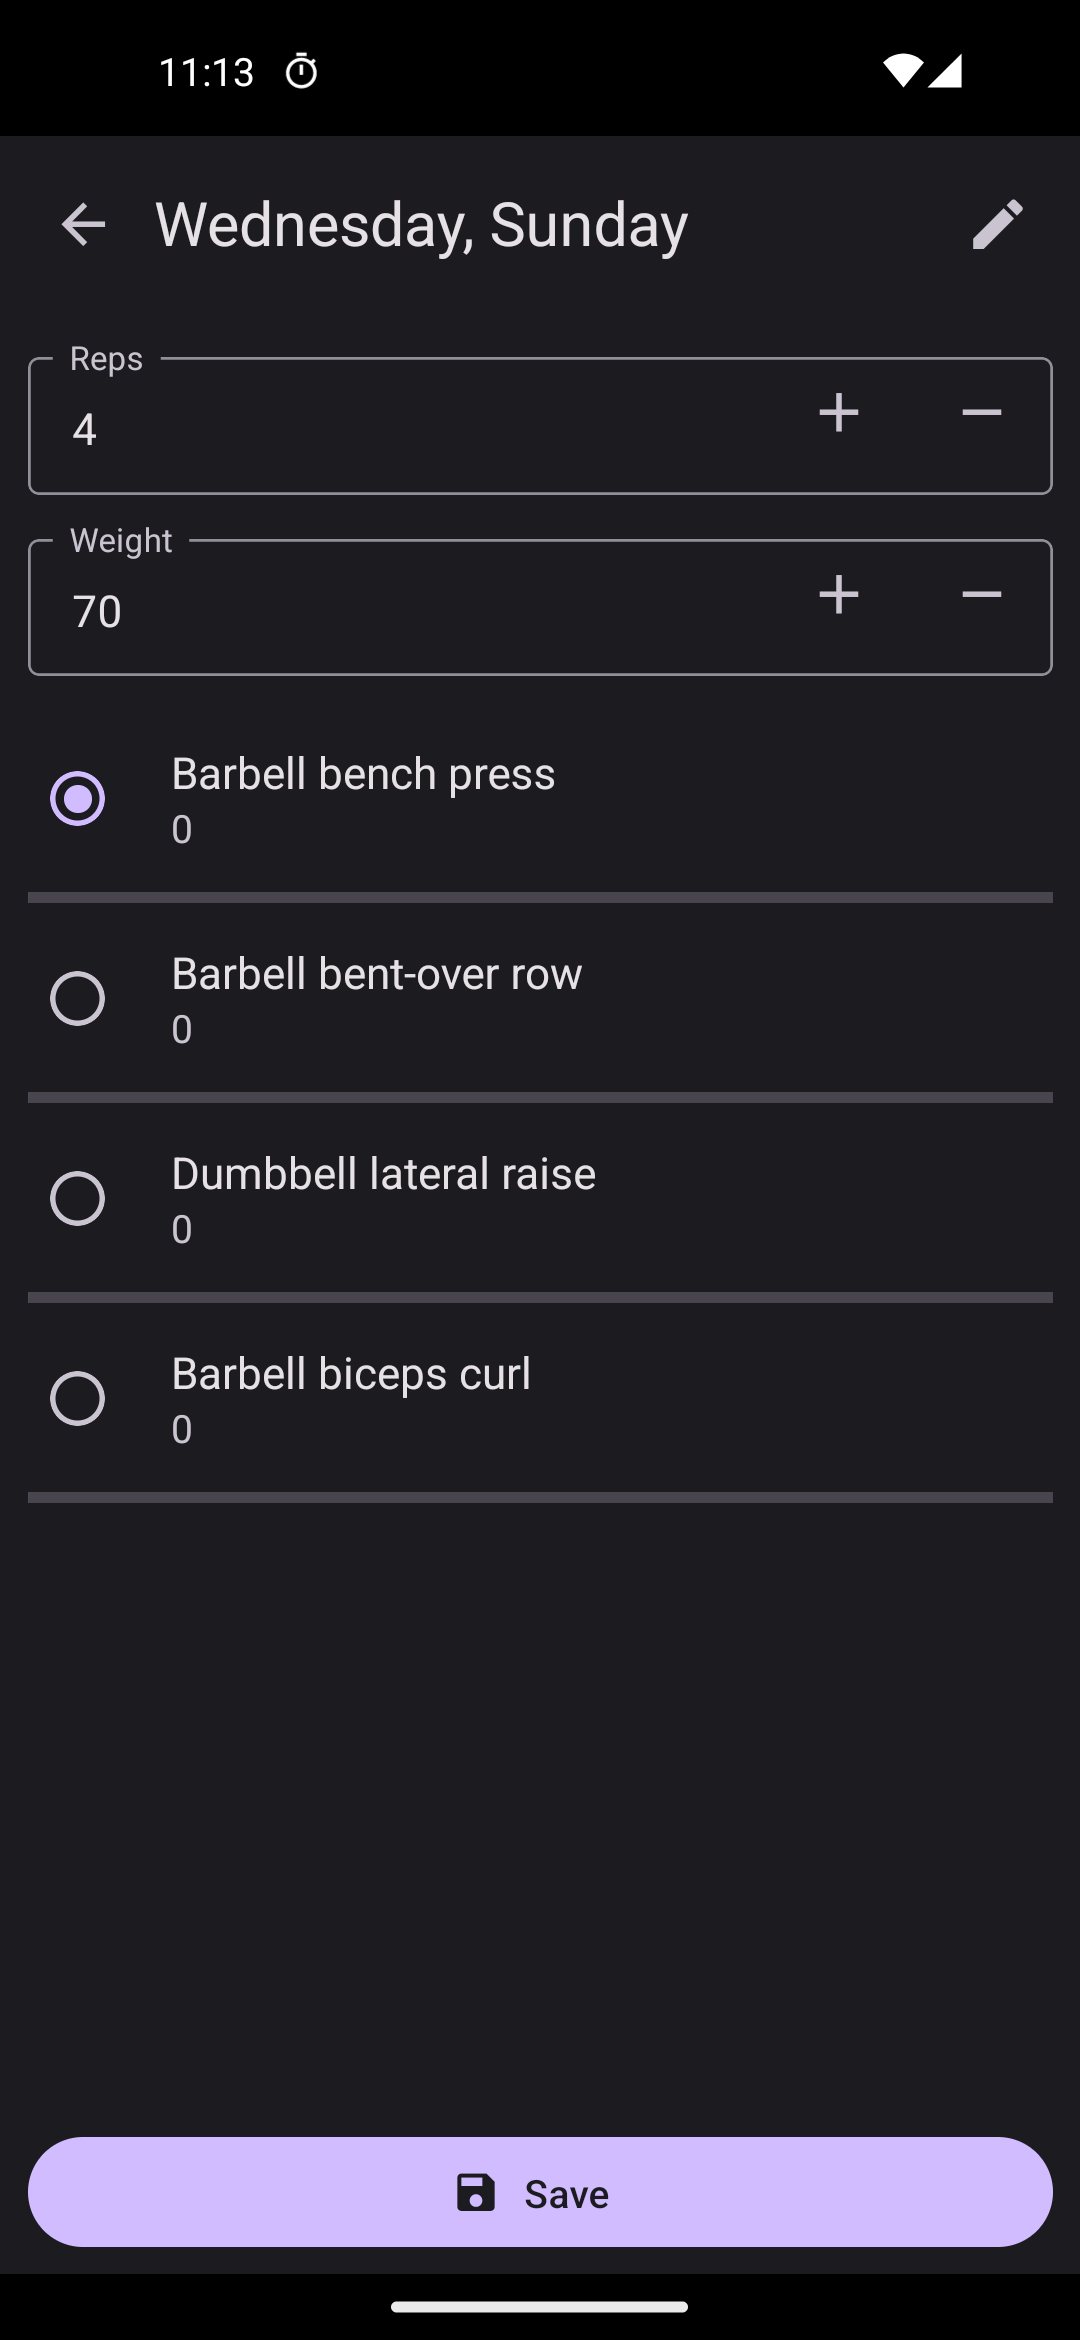 11:13
Wednesday, Sunday
Reps
4
Weight
70
Barbell bench press
0
Barbell bent-over row
0
Dumbbell lateral raise
0
Barbell biceps curl
0
Save